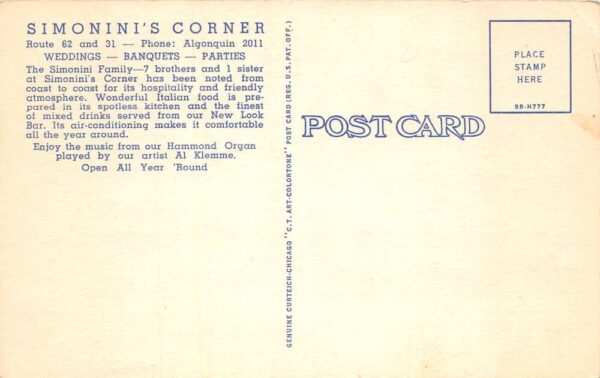 SIMONINI'S CORNER
Route 62 and 31 — Phone: Algonquin 2011
WEDDINGS — BANQUETS — PARTIES
The Simonini Family—7 brothers and 1 sister
at Simonini's Corner has been noted from
coast to coast for its hospitality and friendly
atmosphere. Wonderful Italian food is pre-
pared in its spotless kitchen and the finest
of mixed drinks served from our New Look
Bar. Its air-conditioning makes it comfortable
all the year around.
Enjoy the music from our Hammond Organ
played by our artist Al Klemme.
Open All Year 'Round
GENUINE CURTEICH-CHICAGO "C.T. ART-COLORTONE" POST CARD (REG. U.S. PAT. OFF.)
POST CARD
PLACE
STAMP
HERE
9B-H777